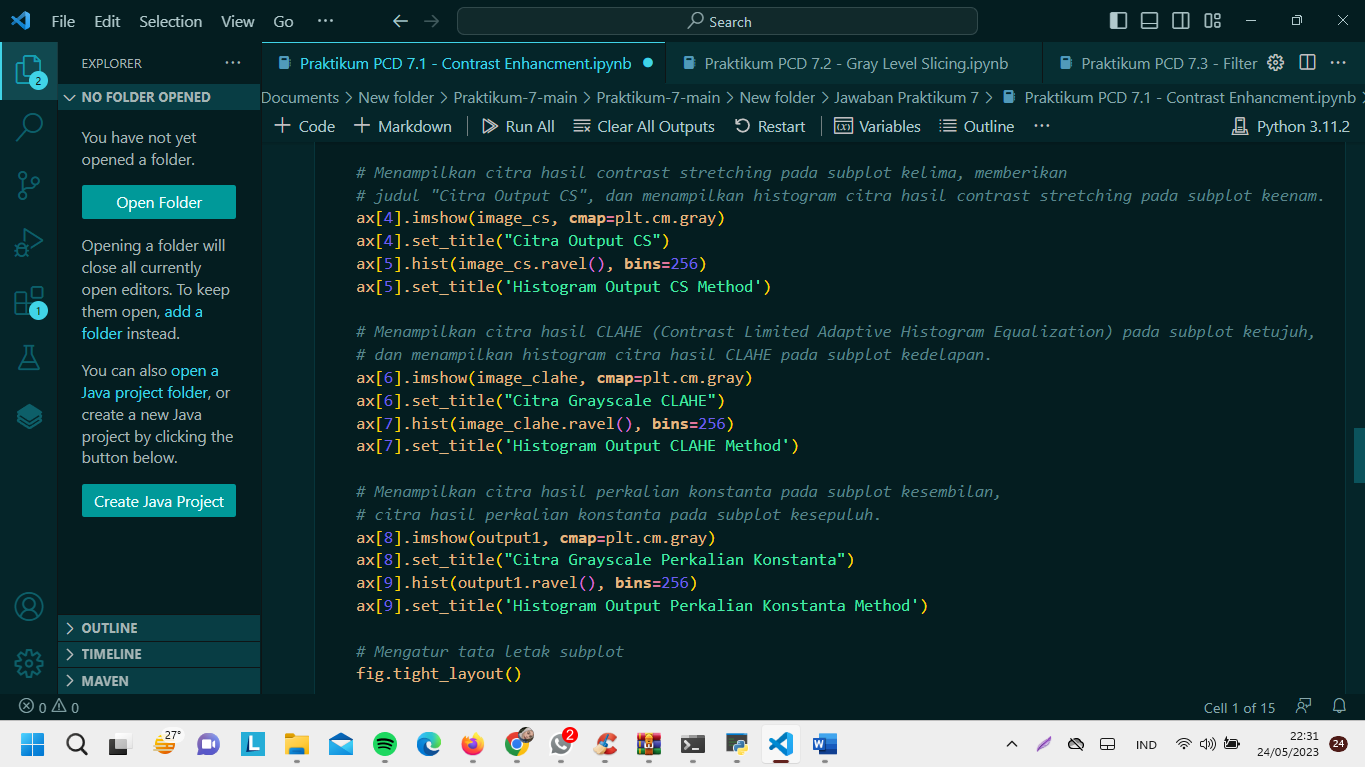 File Edit Selection View Go ··· Search
EXPLORER ···
NO FOLDER OPENED
You have not yet
opened a folder.
Open Folder
Opening a folder will
close all currently
open editors. To keep
them open, add a
folder instead.
You can also open a
Java project folder, or
create a new Java
project by clicking the
button below.
Create Java Project
OUTLINE
TIMELINE
MAVEN
2
1
Praktikum PCD 7.1 - Contrast Enhancment.ipynb ● Praktikum PCD 7.2 - Gray Level Slicing.ipynb Praktikum PCD 7.3 - Filter ···
Documents > New folder > Praktikum-7-main > Praktikum-7-main > New folder > Jawaban Praktikum 7 > Praktikum PCD 7.1 - Contrast Enhancment.ipynb >
+ Code + Markdown Run All Clear All Outputs Restart Variables Outline ··· Python 3.11.2
# Menampilkan citra hasil contrast stretching pada subplot kelima, memberikan
# judul "Citra Output CS", dan menampilkan histogram citra hasil contrast stretching pada subplot keenam.
ax[4].imshow(image_cs, cmap=plt.cm.gray)
ax[4].set_title("Citra Output CS")
ax[5].hist(image_cs.ravel(), bins=256)
ax[5].set_title('Histogram Output CS Method')
# Menampilkan citra hasil CLAHE (Contrast Limited Adaptive Histogram Equalization) pada subplot ketujuh,
# dan menampilkan histogram citra hasil CLAHE pada subplot kedelapan.
ax[6].imshow(image_clahe, cmap=plt.cm.gray)
ax[6].set_title("Citra Grayscale CLAHE")
ax[7].hist(image_clahe.ravel(), bins=256)
ax[7].set_title('Histogram Output CLAHE Method')
# Menampilkan citra hasil perkalian konstanta pada subplot kesembilan,
# citra hasil perkalian konstanta pada subplot kesepuluh.
ax[8].imshow(output1, cmap=plt.cm.gray)
ax[8].set_title("Citra Grayscale Perkalian Konstanta")
ax[9].hist(output1.ravel(), bins=256)
ax[9].set_title('Histogram Output Perkalian Konstanta Method')
# Mengatur tata letak subplot
fig.tight_layout()
0 0 Cell 1 of 15
27° L 2 W IND 22:31
24/05/2023 24